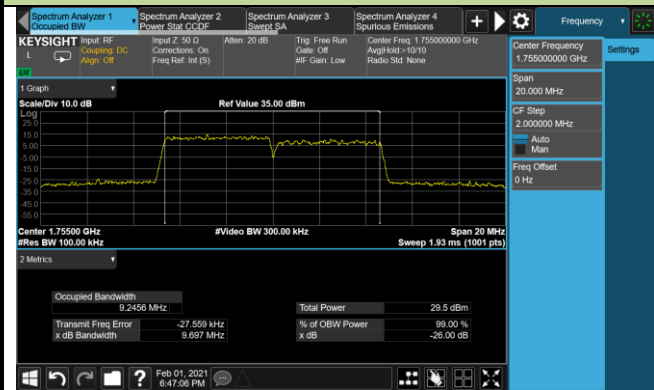 Spectrum Analyzer 1
Occupied BW
Spectrum Analyzer 2
Power Stat CCDF
Spectrum Analyzer 3
Swept SA
Spectrum Analyzer 4
Spurious Emissions
Frequency
KEYSIGHT
L
Input: RF
Coupling: DC
Align: Off
Input Z: 50 Ω
Corrections: On
Freq Ref: Int (S)
Atten: 20 dB
Trig: Free Run
Gate: Off
#IF Gain: Low
Center Freq: 1.755000000 GHz
Avg|Hold:>10/10
Radio Std: None
1 Graph
Scale/Div 10.0 dB
Ref Value 35.00 dBm
Log
25.0
15.0
5.00
-5.00
-15.0
-25.0
-35.0
-45.0
-55.0
Center 1.75500 GHz
#Video BW 300.00 kHz
Span 20 MHz
#Res BW 100.00 kHz
Sweep 1.93 ms (1001 pts)
2 Metrics
Occupied Bandwidth
9.2456 MHz
Total Power 29.5 dBm
Transmit Freq Error -27.559 kHz
% of OBW Power 99.00 %
x dB Bandwidth 9.697 MHz
x dB -26.00 dB
Center Frequency
1.755000000 GHz
Settings
Span
20.000 MHz
CF Step
2.000000 MHz
Auto
Man
Freq Offset
0 Hz
Feb 01, 2021
6:47:06 PM